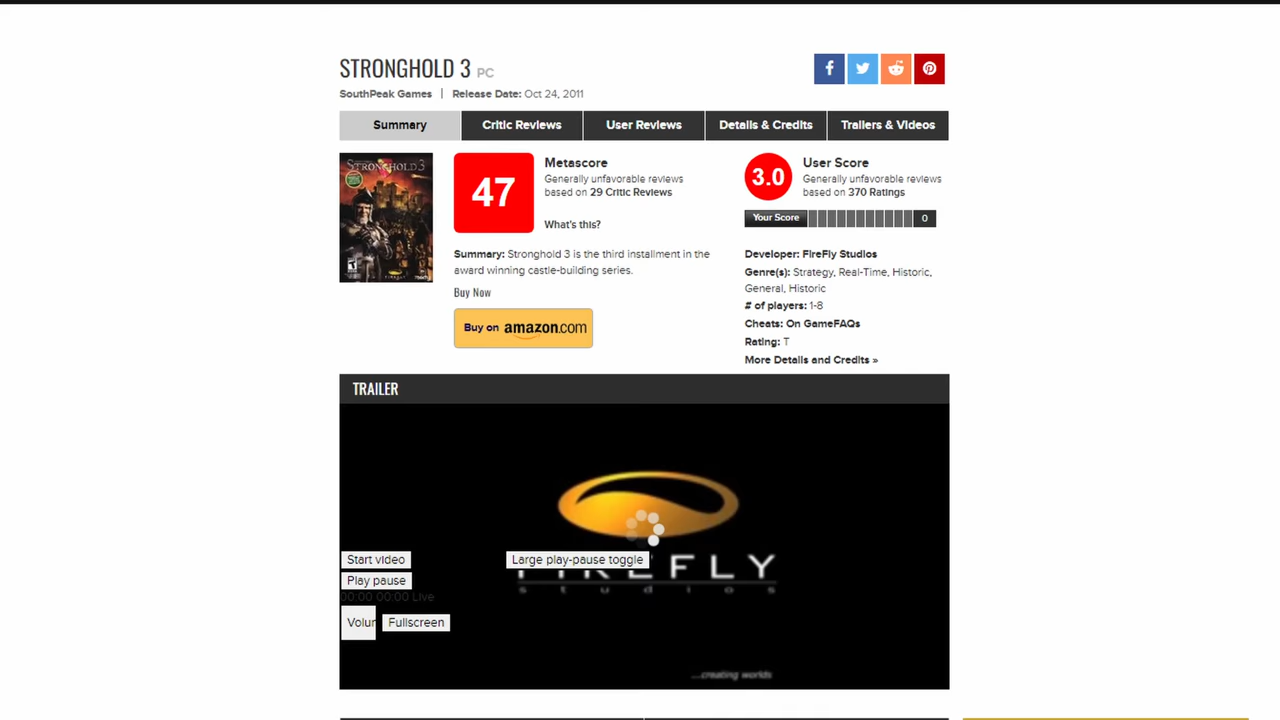 STRONGHOLD 3 PC
SouthPeak Games | Release Date: Oct 24, 2011
Summary
Critic Reviews
User Reviews
Details & Credits
Trailers & Videos
STRONGHOLD 3
47
Metascore
Generally unfavorable reviews
based on 29 Critic Reviews
What's this?
Summary: Stronghold 3 is the third installment in the
award winning castle-building series.
Buy Now
Buy on amazon.com
3.0
User Score
Generally unfavorable reviews
based on 370 Ratings
Your Score 0
Developer: FireFly Studios
Genre(s): Strategy, Real-Time, Historic,
General, Historic
# of players: 1-8
Cheats: On GameFAQs
Rating: T
More Details and Credits »
TRAILER
Start video
Large play-pause toggle
FIREFLY
studios
Play pause
00:00 00:00 Live
Volur
Fullscreen
...creating worlds